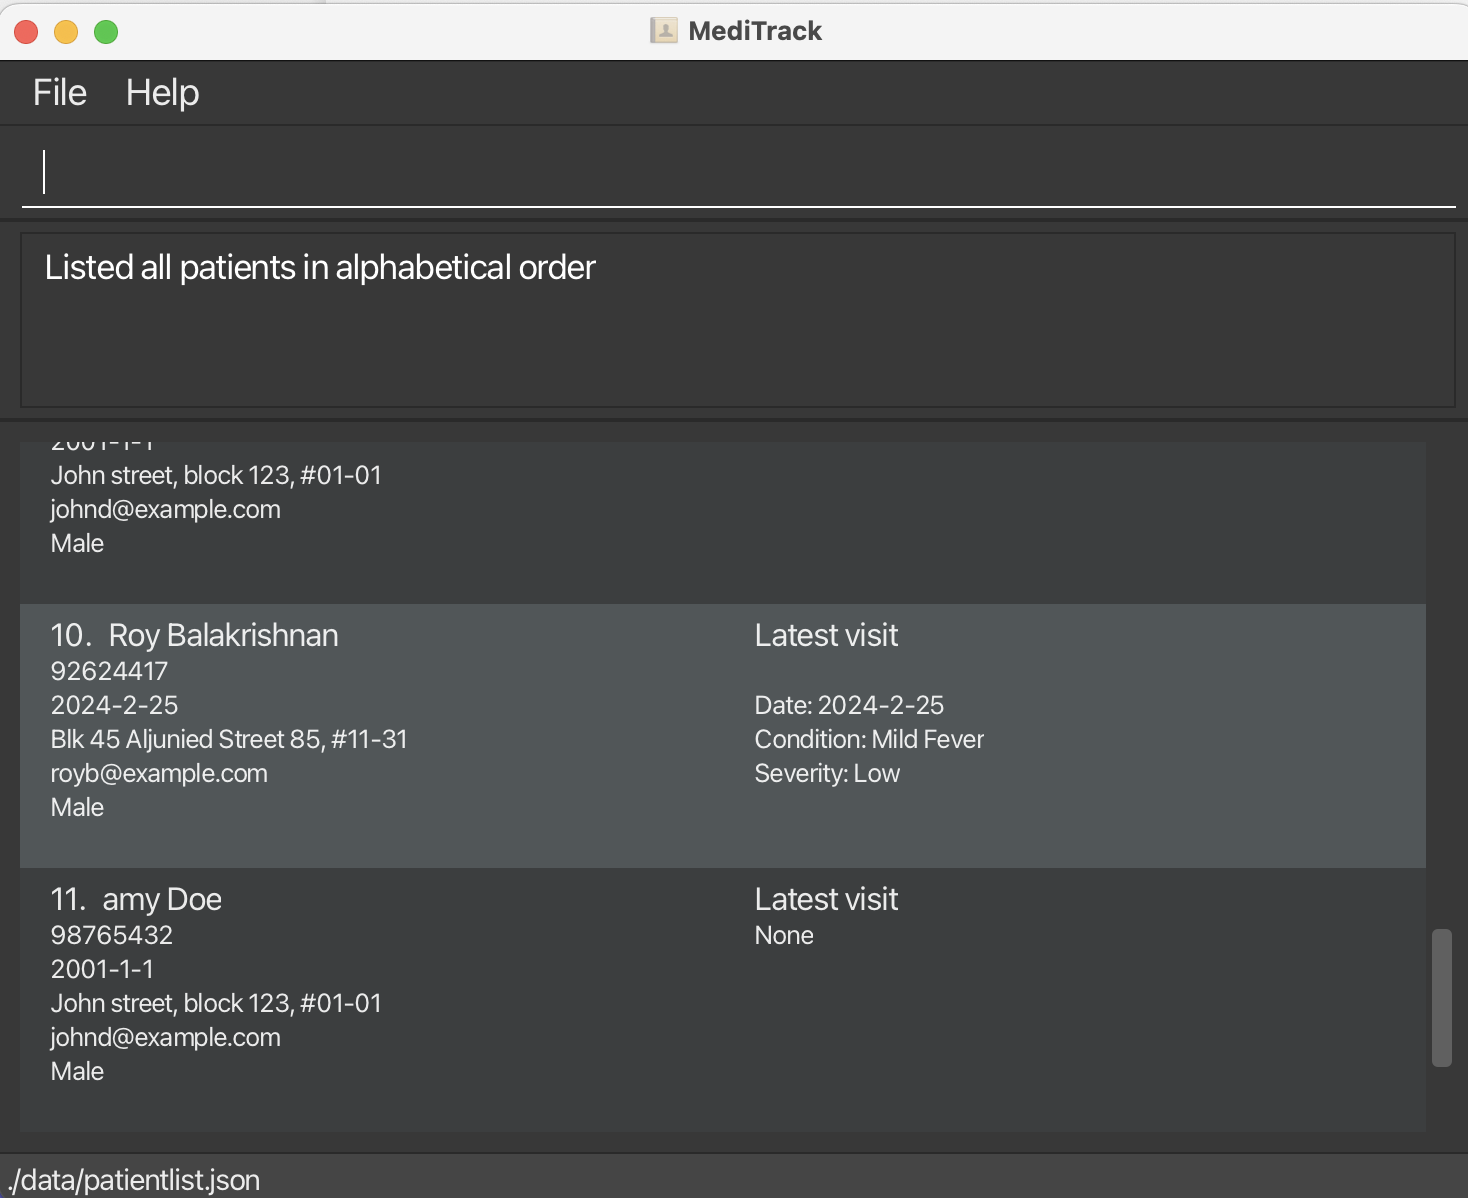 MediTrack
File Help
Listed all patients in alphabetical order
2001-1-1
John street, block 123, #01-01
johnd@example.com
Male
10. Roy Balakrishnan
92624417
2024-2-25
Blk 45 Aljunied Street 85, #11-31
royb@example.com
Male
Latest visit
Date: 2024-2-25
Condition: Mild Fever
Severity: Low
11. amy Doe
98765432
2001-1-1
John street, block 123, #01-01
johnd@example.com
Male
Latest visit
None
./data/patientlist.json